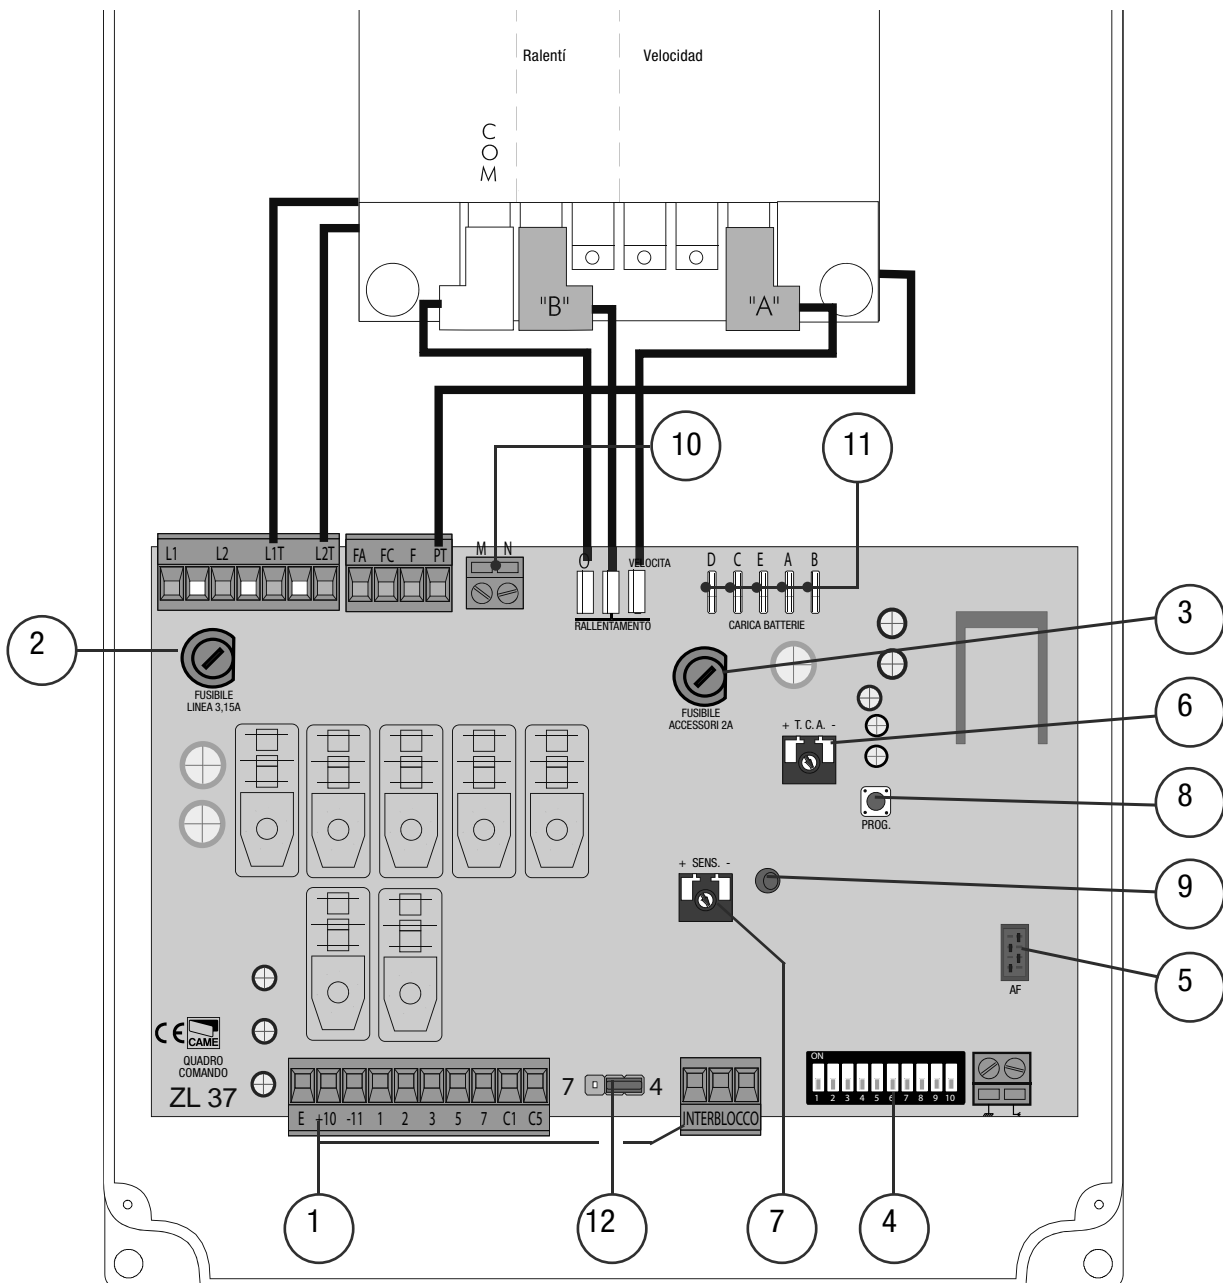 Ralentí Velocidad
C
O
M
"B" "A"
10 11
L1 L2 L1T L2T FA FC F PT M N O VELOCITA D C E A B
RALLENTAMENTO CARICA BATTERIE
2
3
FUSIBILE
LINEA 3,15A
FUSIBILE
ACCESSORI 2A
6
+ T. C. A. -
8
PROG.
+ SENS. -
9
5
AF
CE CAME
QUADRO
COMANDO
ZL 37
7 4
ON
1 2 3 4 5 6 7 8 9 10
E +10 -11 1 2 3 5 7 C1 C5 INTERBLOCCO
1 12 7 4